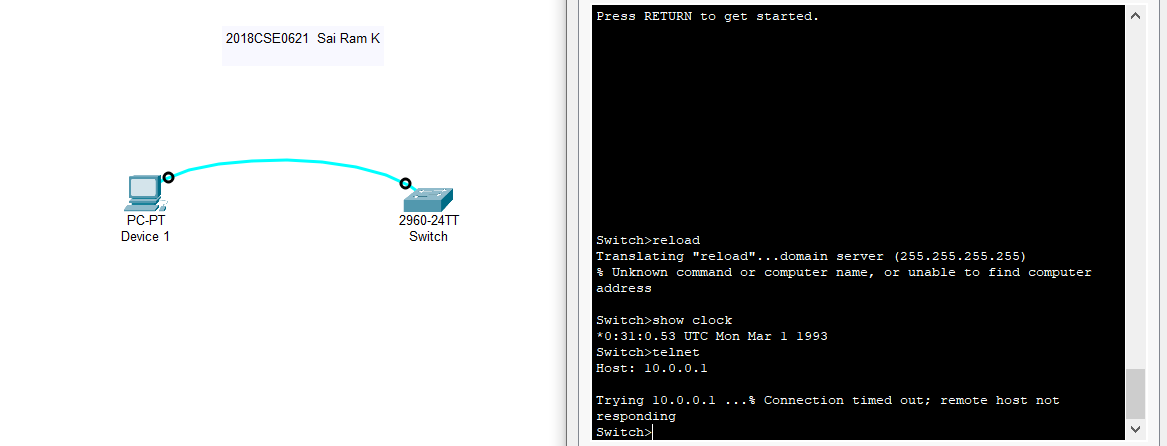 2018CSE0621  Sai Ram K
PC-PT
Device 1
2960-24TT
Switch
Press RETURN to get started.
Switch>reload
Translating "reload"...domain server (255.255.255.255)
% Unknown command or computer name, or unable to find computer
address
Switch>show clock
*0:31:0.53 UTC Mon Mar 1 1993
Switch>telnet
Host: 10.0.0.1
Trying 10.0.0.1 ...% Connection timed out; remote host not
responding
Switch>